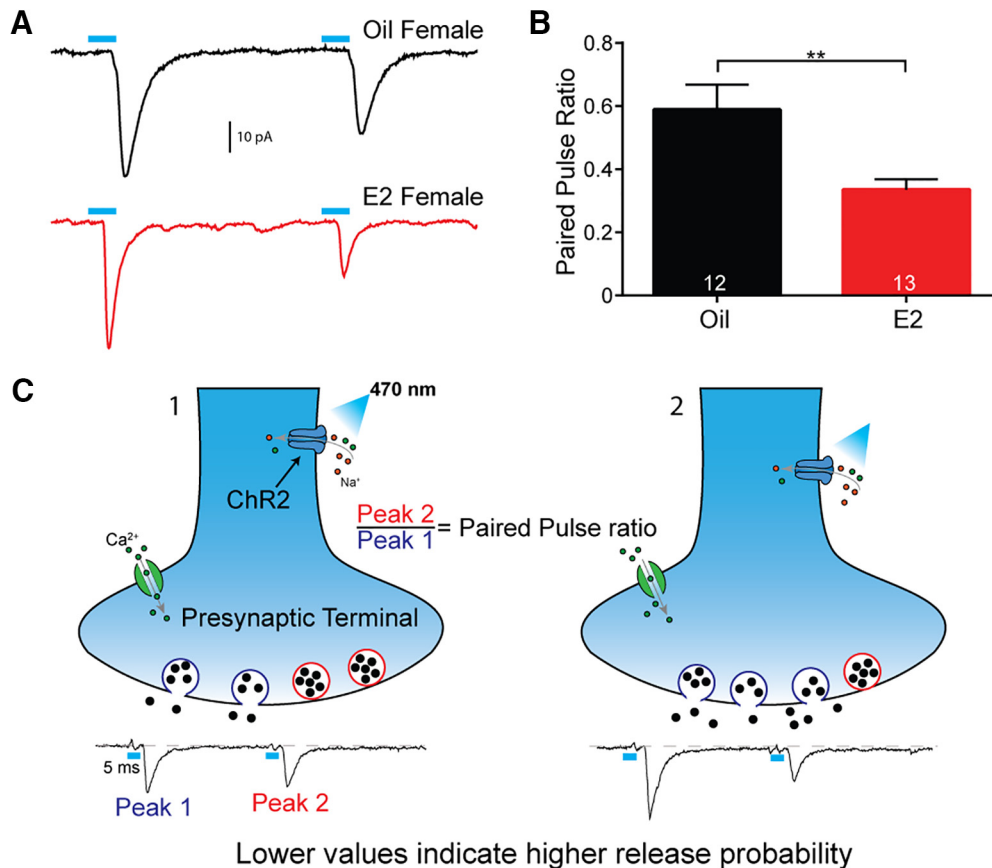 A
Oil Female
10 pA
E2 Female
B
Paired Pulse Ratio
0.8
0.6
0.4
0.2
0
**
12
13
Oil
E2
C
1
470 nm
ChR2
Na⁺
Ca²⁺
Presynaptic Terminal
Peak 2
Peak 1
= Paired Pulse ratio
2
5 ms
Peak 1
Peak 2
Lower values indicate higher release probability